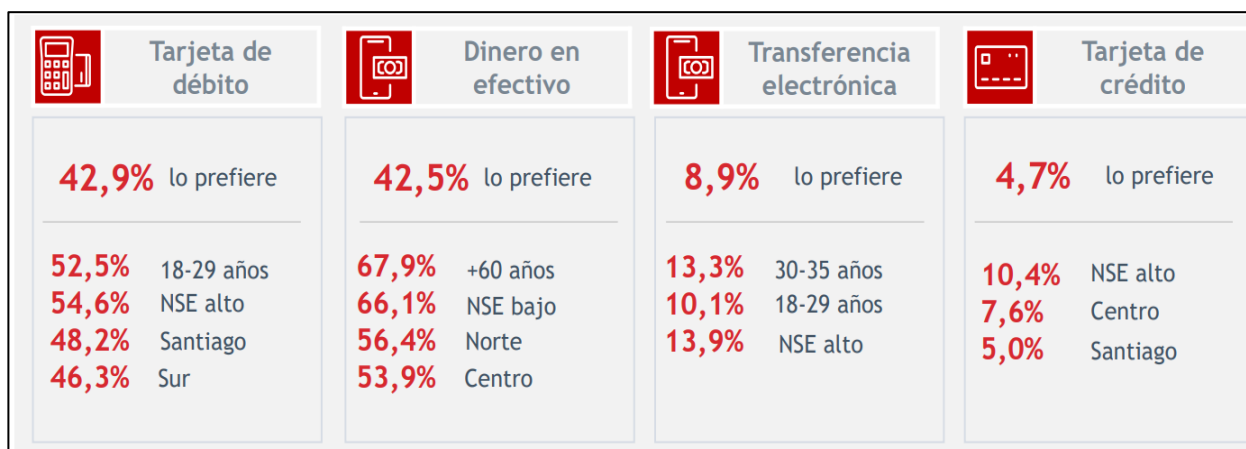 Tarjeta de
débito
42,9% lo prefiere
52,5% 18-29 años
54,6% NSE alto
48,2% Santiago
46,3% Sur
Dinero en
efectivo
42,5% lo prefiere
67,9% +60 años
66,1% NSE bajo
56,4% Norte
53,9% Centro
Transferencia
electrónica
8,9% lo prefiere
13,3% 30-35 años
10,1% 18-29 años
13,9% NSE alto
Tarjeta de
crédito
4,7% lo prefiere
10,4% NSE alto
7,6% Centro
5,0% Santiago